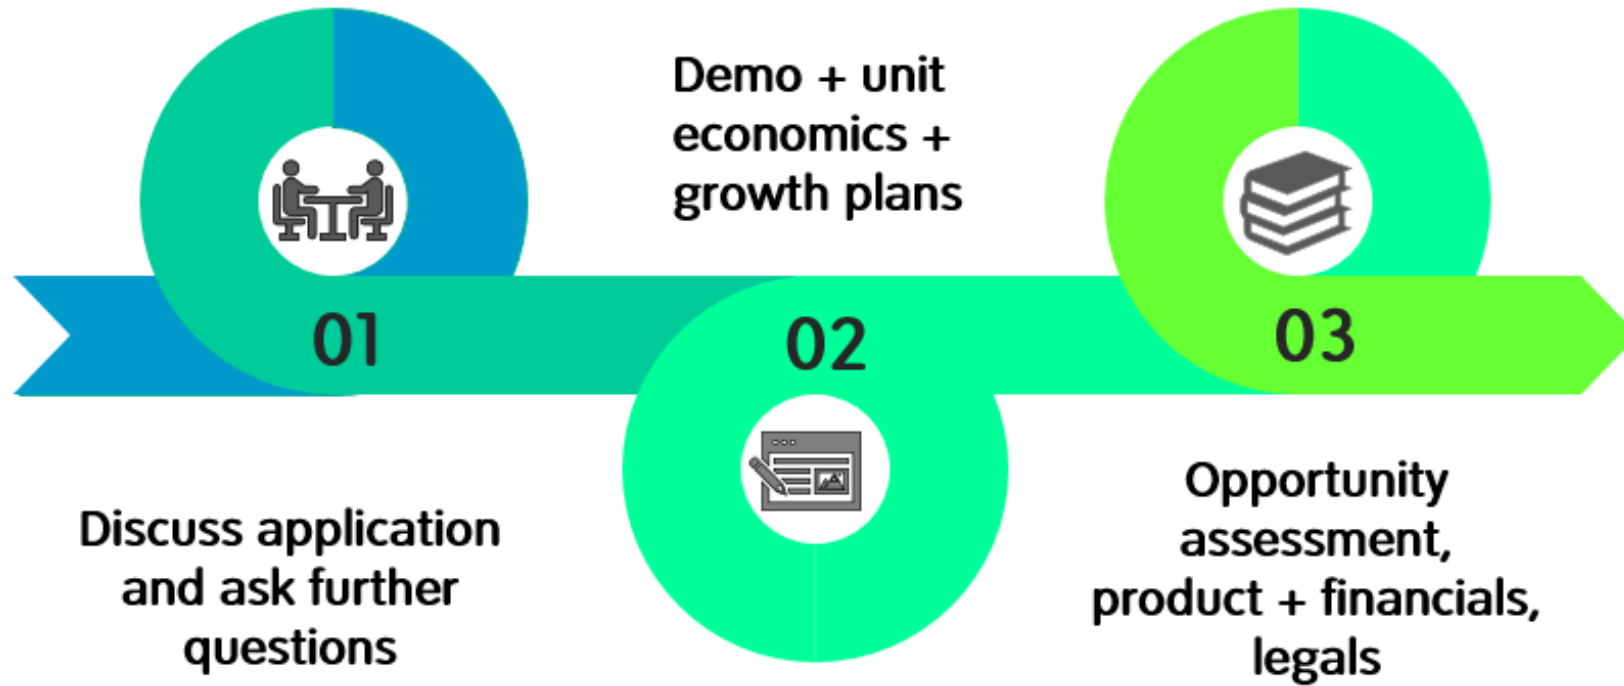 01
Discuss application
and ask further
questions
02
Demo + unit
economics +
growth plans
03
Opportunity
assessment,
product + financials,
legals